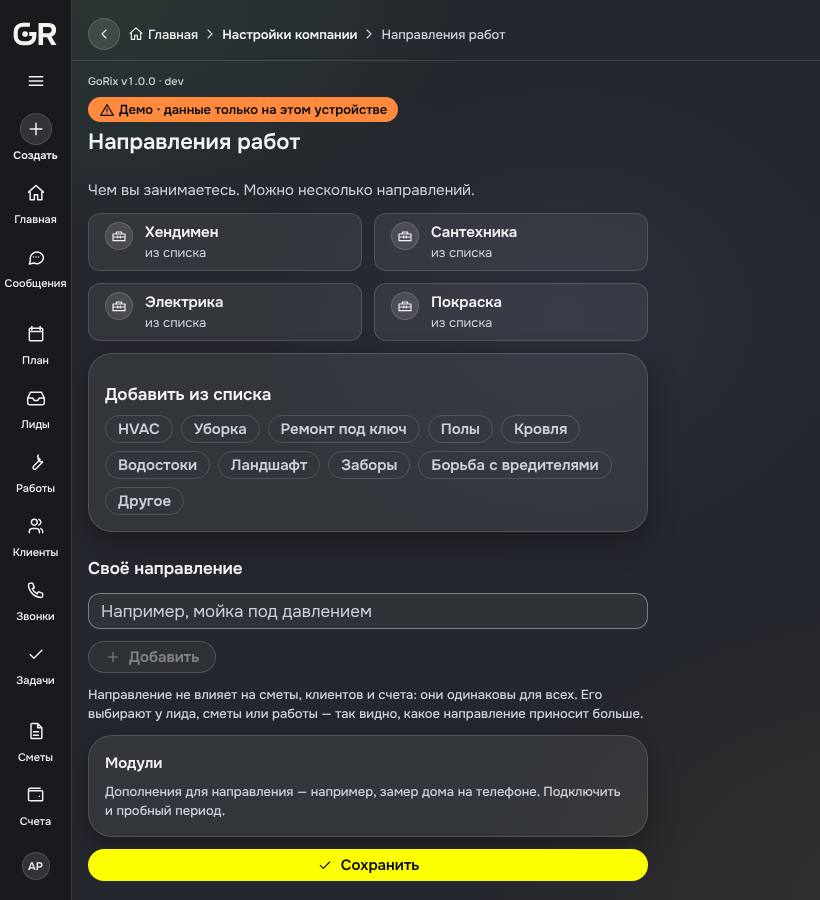 GR
Главная
Настройки компании
Направления работ
GoRix v1.0.0 · dev
Демо · данные только на этом устройстве
Направления работ
Создать
Главная
Сообщения
План
Лиды
Работы
Клиенты
Звонки
Задачи
Сметы
Счета
AP
Чем вы занимаетесь. Можно несколько направлений.
Хендимен
из списка
Сантехника
из списка
Электрика
из списка
Покраска
из списка
Добавить из списка
HVAC
Уборка
Ремонт под ключ
Полы
Кровля
Водостоки
Ландшафт
Заборы
Борьба с вредителями
Другое
Своё направление
Например, мойка под давлением
Добавить
Направление не влияет на сметы, клиентов и счета: они одинаковы для всех. Его
выбирают у лида, сметы или работы — так видно, какое направление приносит больше.
Модули
Дополнения для направления — например, замер дома на телефоне. Подключить
и пробный период.
Сохранить